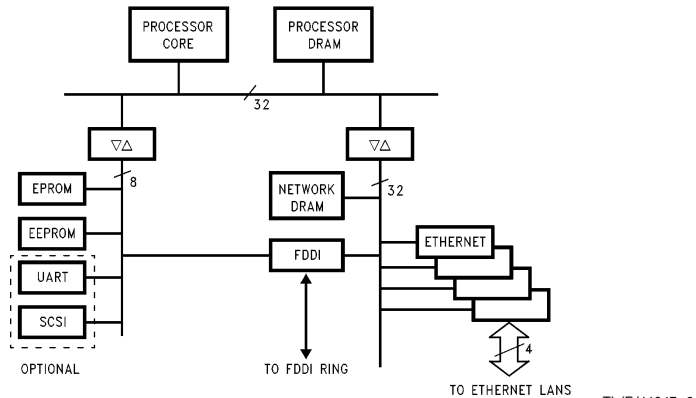 PROCESSOR
CORE
PROCESSOR
DRAM
32
8
32
EPROM
NETWORK
DRAM
EEPROM
ETHERNET
FDDI
UART
SCSI
4
OPTIONAL
TO FDDI RING
TO ETHERNET LANS